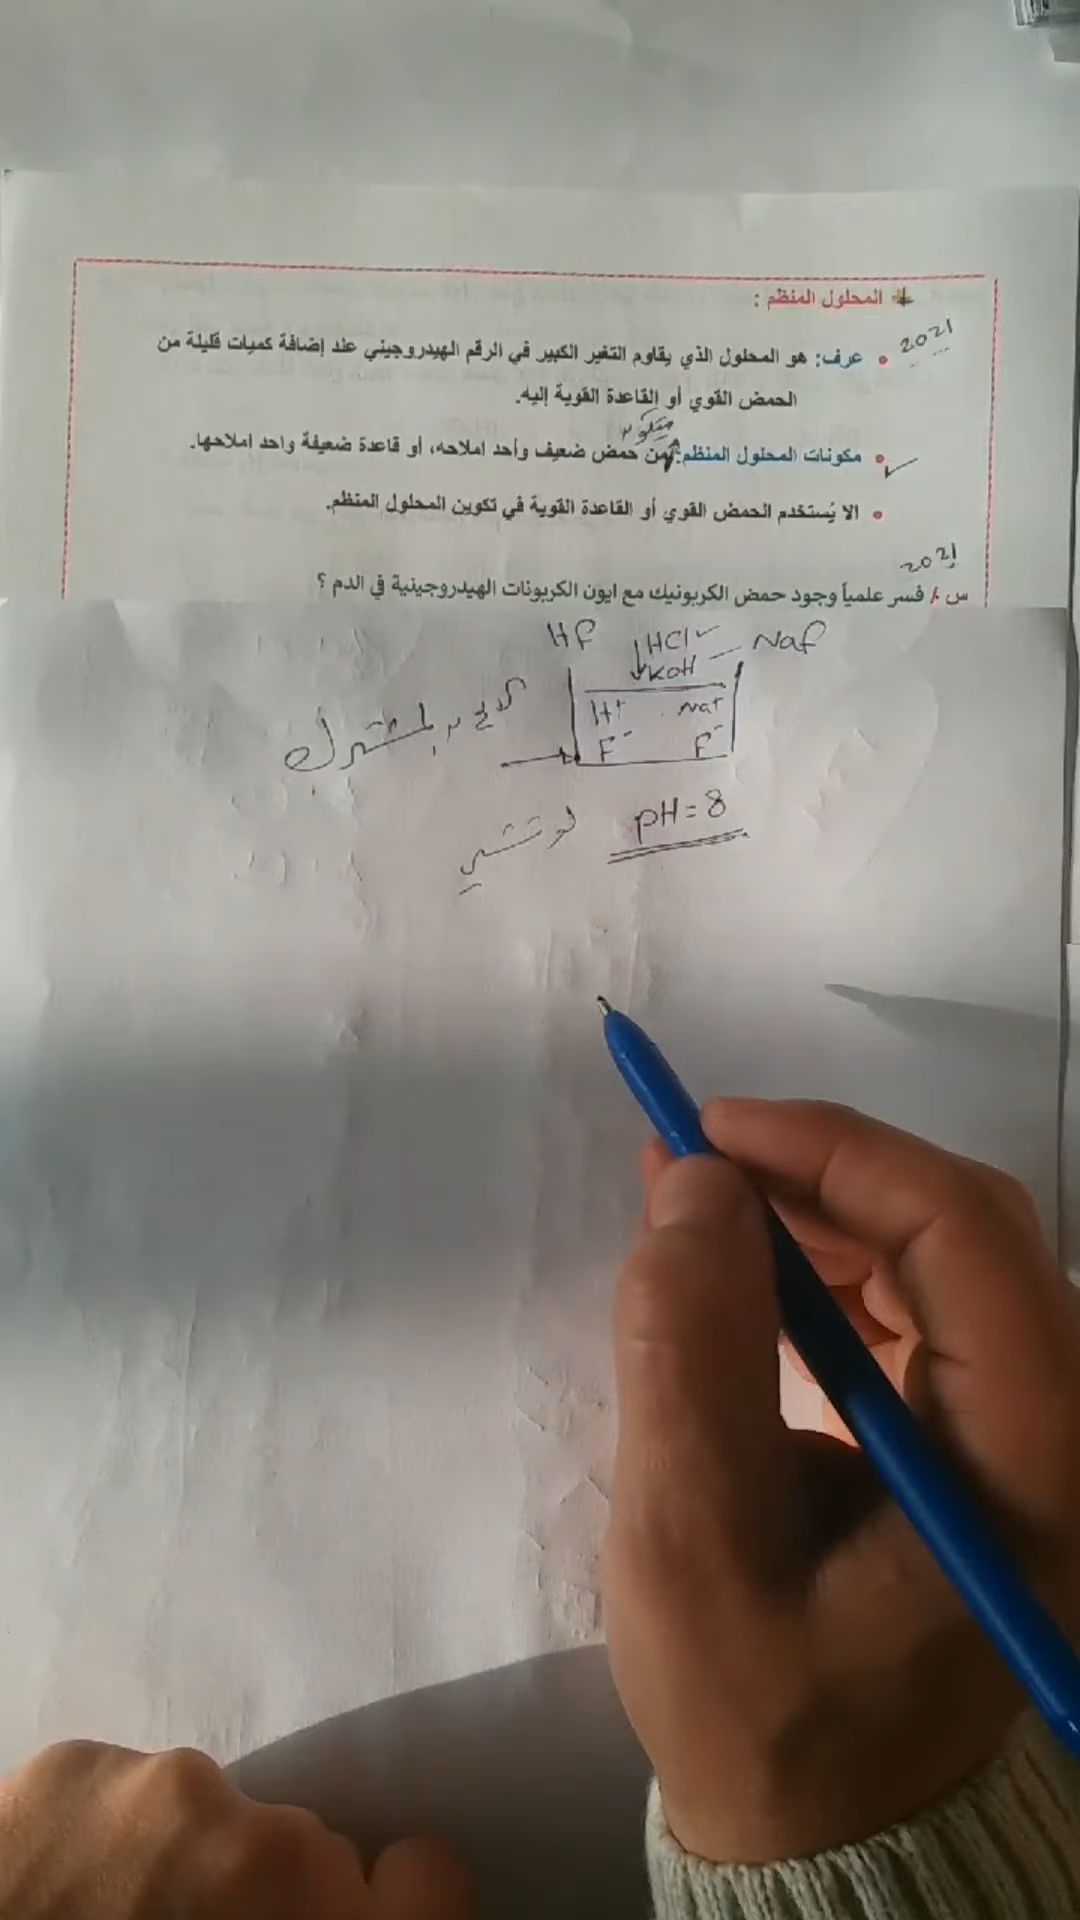 المحلول المنظم :
2021
عرف: هو المحلول الذي يقاوم التغير الكبير في الرقم الهيدروجيني عند إضافة كميات قليلة من
الحمض القوي أو القاعدة القوية إليه.
مكونات المحلول المنظم: من حمض ضعيف وأحد املاحه، أو قاعدة ضعيفة واحد املاحها.
الا يُستخدم الحمض القوي أو القاعدة القوية في تكوين المحلول المنظم.
2021
س / فسر علمياً وجود حمض الكربونيك مع ايون الكربونات الهيدروجينية في الدم ؟
HF HCl NaF
KOH
H+ Na+
F- F-
المشترك
pH=8